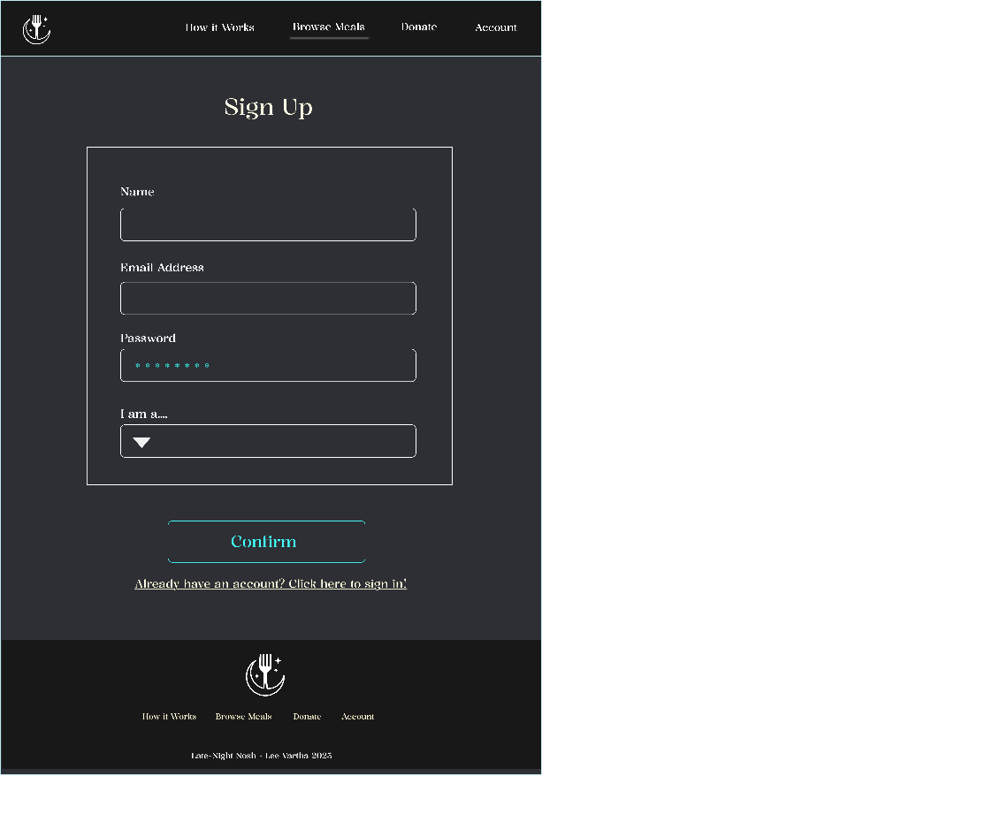 How it Works Browse Meals Donate Account
Sign Up
Name
Email Address
Password
* * * * * * * *
I am a....
Confirm
Already have an account? Click here to sign in!
How it Works Browse Meals Donate Account
Late-Night Nosh - Lee Vartha 2025